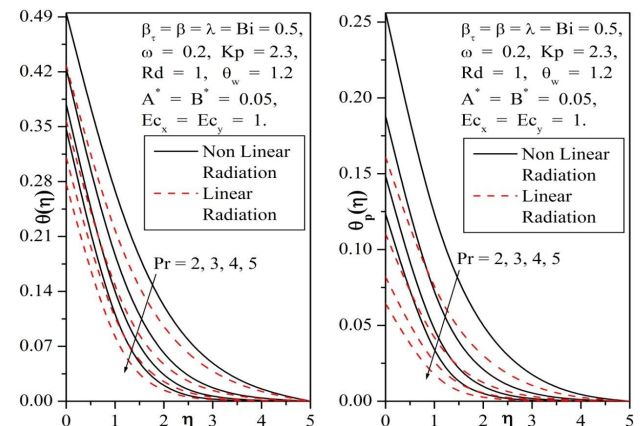 0.49
0.42
0.35
0.28
0.21
0.14
0.07
0.00
θ(η)
β_τ = β = λ = Bi = 0.5,
ω = 0.2, Kp = 2.3,
Rd = 1, θ_w = 1.2
A* = B* = 0.05,
Ec_x = Ec_y = 1.
Non Linear
Radiation
Linear
Radiation
Pr = 2, 3, 4, 5
0 1 2 3 4 5
η
0.25
0.20
0.15
0.10
0.05
0.00
θ_p(η)
β_τ = β = λ = Bi = 0.5,
ω = 0.2, Kp = 2.3,
Rd = 1, θ_w = 1.2
A* = B* = 0.05,
Ec_x = Ec_y = 1.
Non Linear
Radiation
Linear
Radiation
Pr = 2, 3, 4, 5
0 1 2 3 4 5
η